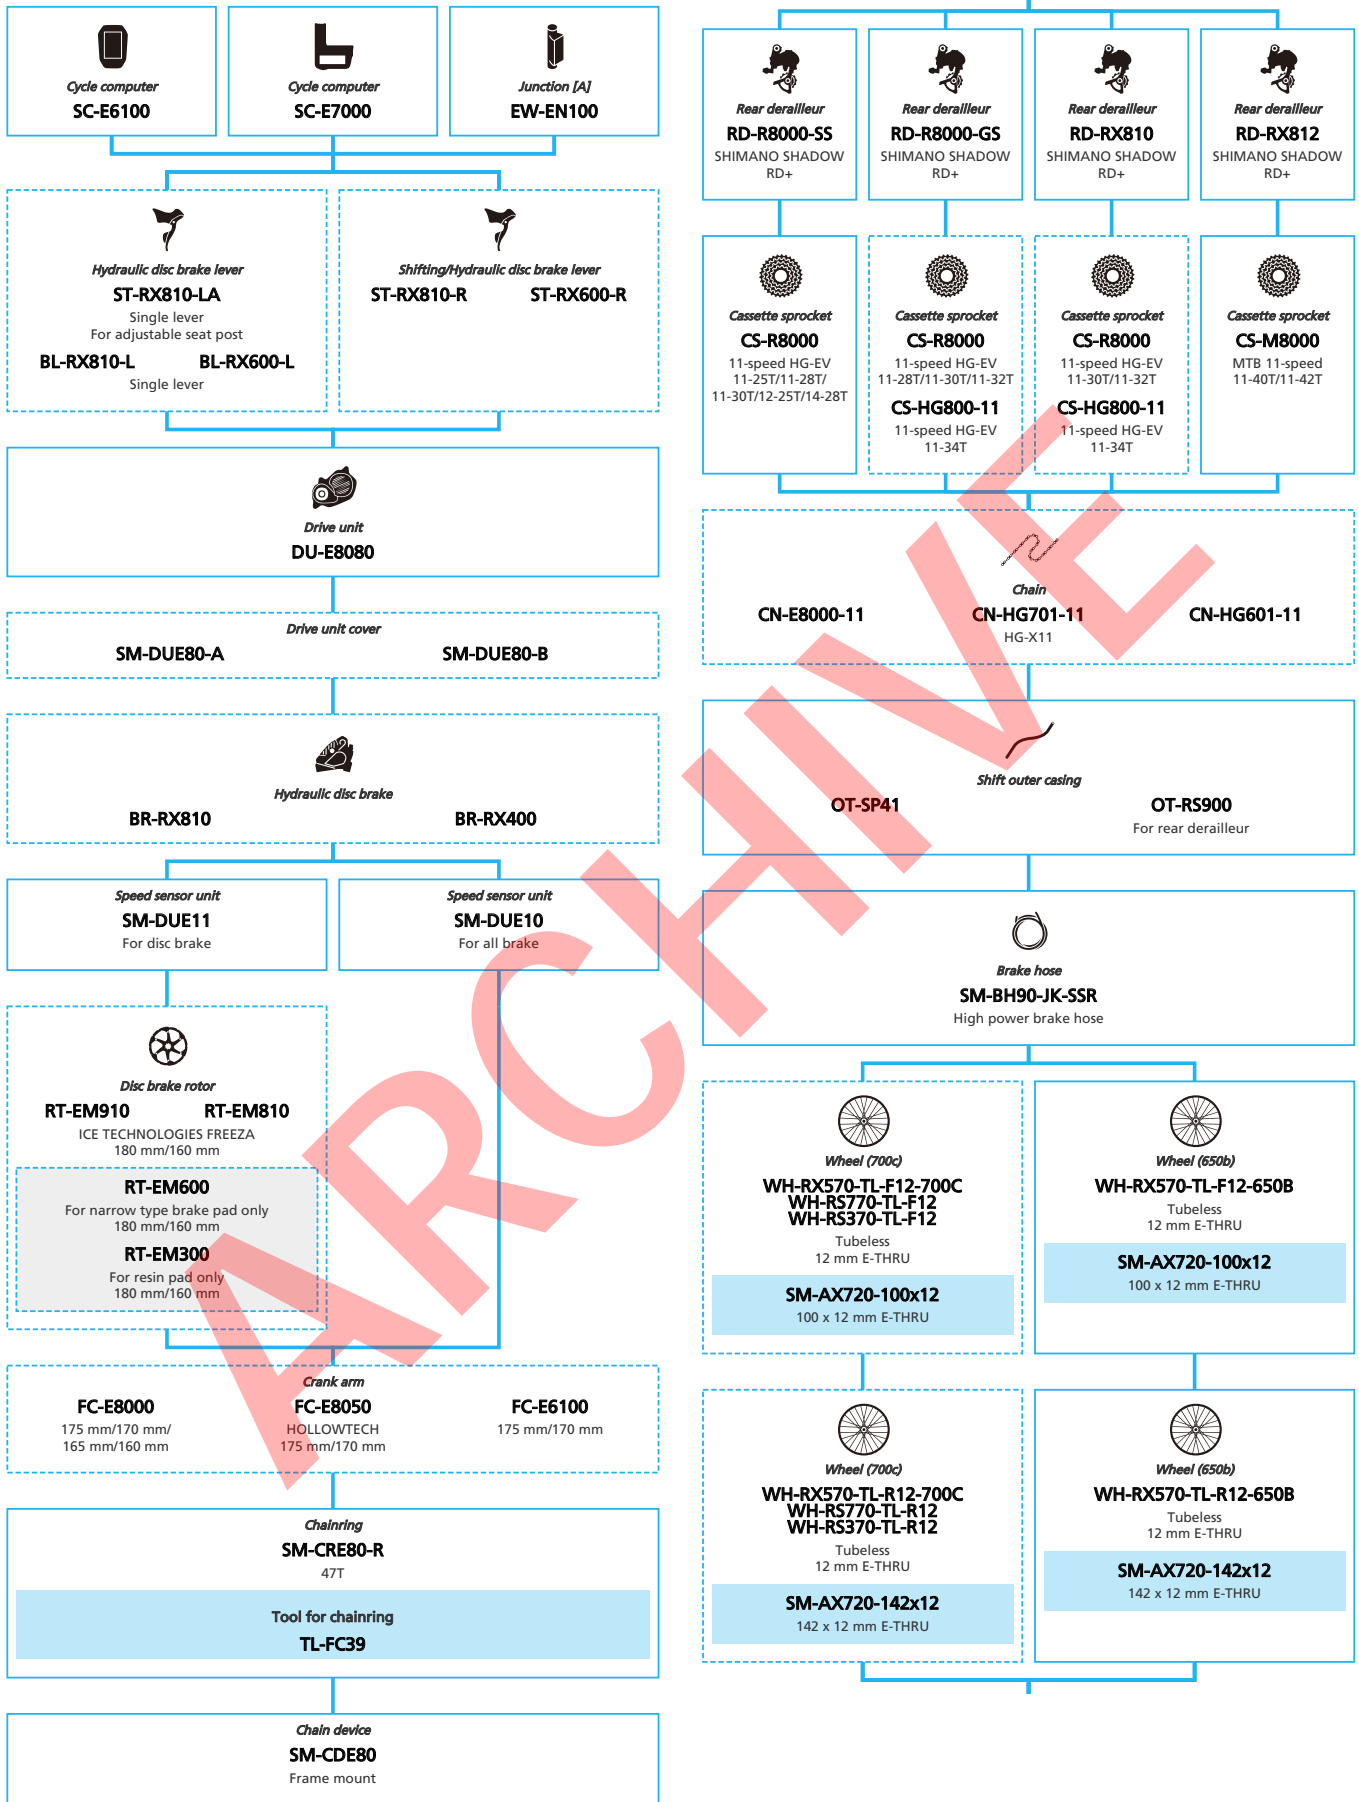 Cycle computer
SC-E6100
Cycle computer
SC-E7000
Junction [A]
EW-EN100
Hydraulic disc brake lever
ST-RX810-LA
Single lever
For adjustable seat post
BL-RX810-L BL-RX600-L
Single lever
Shifting/Hydraulic disc brake lever
ST-RX810-R ST-RX600-R
Drive unit
DU-E8080
Drive unit cover
SM-DUE80-A SM-DUE80-B
Hydraulic disc brake
BR-RX810 BR-RX400
Speed sensor unit
SM-DUE11
For disc brake
Speed sensor unit
SM-DUE10
For all brake
Disc brake rotor
RT-EM910 RT-EM810
ICE TECHNOLOGIES FREEZA
180 mm/160 mm
RT-EM600
For narrow type brake pad only
180 mm/160 mm
RT-EM300
For resin pad only
180 mm/160 mm
Crank arm
FC-E8000
175 mm/170 mm/
165 mm/160 mm
FC-E8050
HOLLOWTECH
175 mm/170 mm
FC-E6100
175 mm/170 mm
Chainring
SM-CRE80-R
47T
Tool for chainring
TL-FC39
Chain device
SM-CDE80
Frame mount
Rear derailleur
RD-R8000-SS
SHIMANO SHADOW
RD+
Rear derailleur
RD-R8000-GS
SHIMANO SHADOW
RD+
Rear derailleur
RD-RX810
SHIMANO SHADOW
RD+
Rear derailleur
RD-RX812
SHIMANO SHADOW
RD+
Cassette sprocket
CS-R8000
11-speed HG-EV
11-25T/11-28T/
11-30T/12-25T/14-28T
Cassette sprocket
CS-R8000
11-speed HG-EV
11-28T/11-30T/11-32T
CS-HG800-11
11-speed HG-EV
11-34T
Cassette sprocket
CS-R8000
11-speed HG-EV
11-30T/11-32T
CS-HG800-11
11-speed HG-EV
11-34T
Cassette sprocket
CS-M8000
MTB 11-speed
11-40T/11-42T
Chain
CN-E8000-11 CN-HG701-11 CN-HG601-11
HG-X11
Shift outer casing
OT-SP41 OT-RS900
For rear derailleur
Brake hose
SM-BH90-JK-SSR
High power brake hose
Wheel (700c)
WH-RX570-TL-F12-700C
WH-RS770-TL-F12
WH-RS370-TL-F12
Tubeless
12 mm E-THRU
SM-AX720-100x12
100 x 12 mm E-THRU
Wheel (650b)
WH-RX570-TL-F12-650B
Tubeless
12 mm E-THRU
SM-AX720-100x12
100 x 12 mm E-THRU
Wheel (700c)
WH-RX570-TL-R12-700C
WH-RS770-TL-R12
WH-RS370-TL-R12
Tubeless
12 mm E-THRU
SM-AX720-142x12
142 x 12 mm E-THRU
Wheel (650b)
WH-RX570-TL-R12-650B
Tubeless
12 mm E-THRU
SM-AX720-142x12
142 x 12 mm E-THRU
ARCHIVE